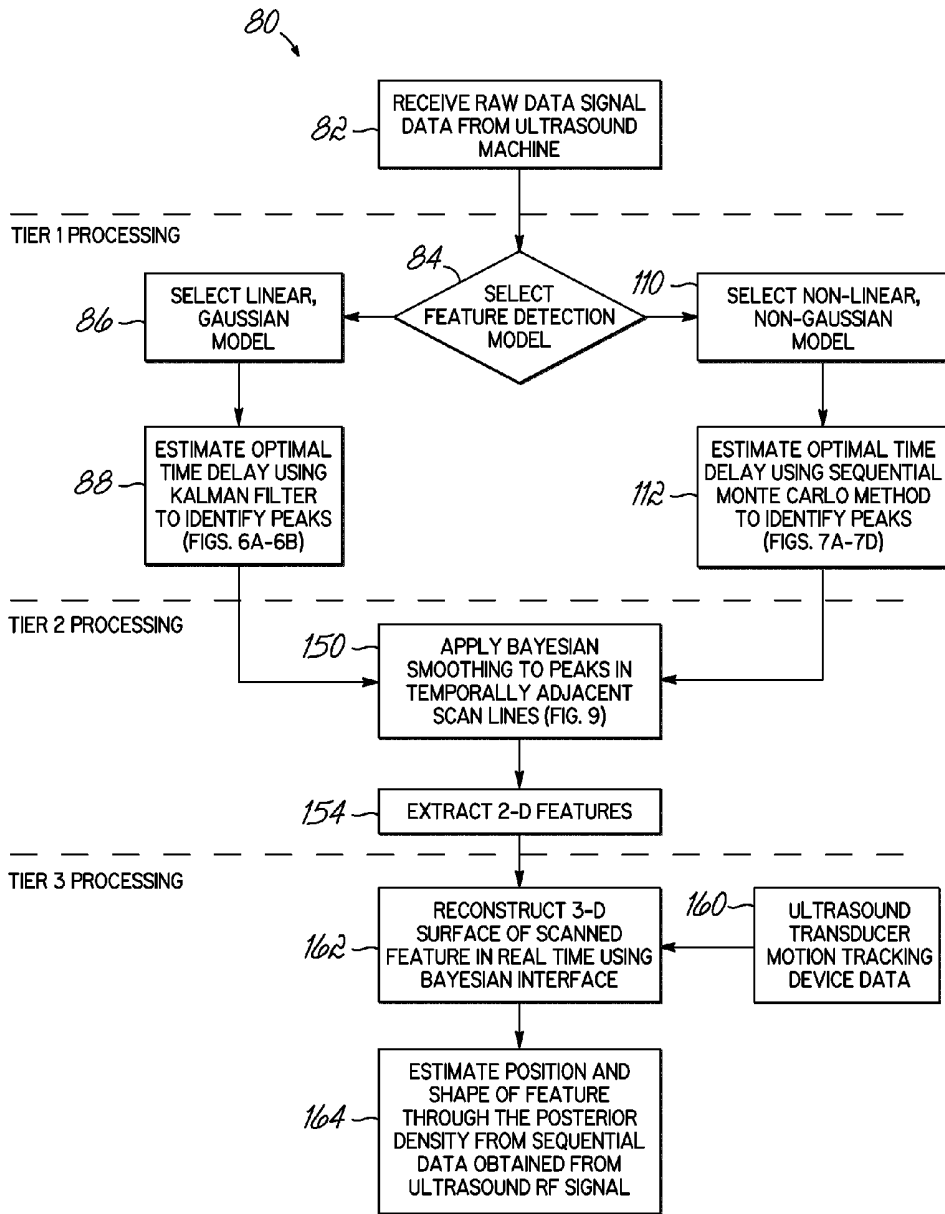 80
82
RECEIVE RAW DATA SIGNAL
DATA FROM ULTRASOUND
MACHINE
TIER 1 PROCESSING
84
SELECT
FEATURE DETECTION
MODEL
86
SELECT LINEAR,
GAUSSIAN
MODEL
110
SELECT NON-LINEAR,
NON-GAUSSIAN
MODEL
88
ESTIMATE OPTIMAL
TIME DELAY USING
KALMAN FILTER
TO IDENTIFY PEAKS
(FIGS. 6A-6B)
112
ESTIMATE OPTIMAL TIME
DELAY USING SEQUENTIAL
MONTE CARLO METHOD
TO IDENTIFY PEAKS
(FIGS. 7A-7D)
TIER 2 PROCESSING
150
APPLY BAYESIAN
SMOOTHING TO PEAKS IN
TEMPORALLY ADJACENT
SCAN LINES (FIG. 9)
154
EXTRACT 2-D FEATURES
TIER 3 PROCESSING
162
RECONSTRUCT 3-D
SURFACE OF SCANNED
FEATURE IN REAL TIME USING
BAYESIAN INTERFACE
160
ULTRASOUND
TRANSDUCER
MOTION TRACKING
DEVICE DATA
164
ESTIMATE POSITION AND
SHAPE OF FEATURE
THROUGH THE POSTERIOR
DENSITY FROM SEQUENTIAL
DATA OBTAINED FROM
ULTRASOUND RF SIGNAL